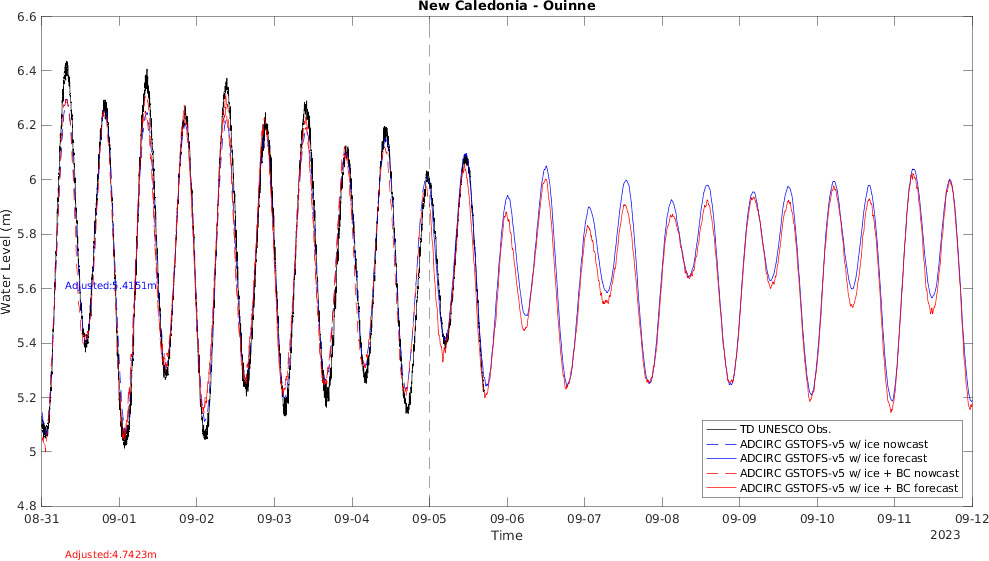 New Caledonia - Ouinne
Water Level (m)
6.6
6.4
6.2
6
5.8
5.6
5.4
5.2
5
4.8
Adjusted:5.4151m
TD UNESCO Obs.
ADCIRC GSTOFS-v5 w/ ice nowcast
ADCIRC GSTOFS-v5 w/ ice forecast
ADCIRC GSTOFS-v5 w/ ice + BC nowcast
ADCIRC GSTOFS-v5 w/ ice + BC forecast
08-31 09-01 09-02 09-03 09-04 09-05 09-06 09-07 09-08 09-09 09-10 09-11 09-12
Time
2023
Adjusted:4.7423m